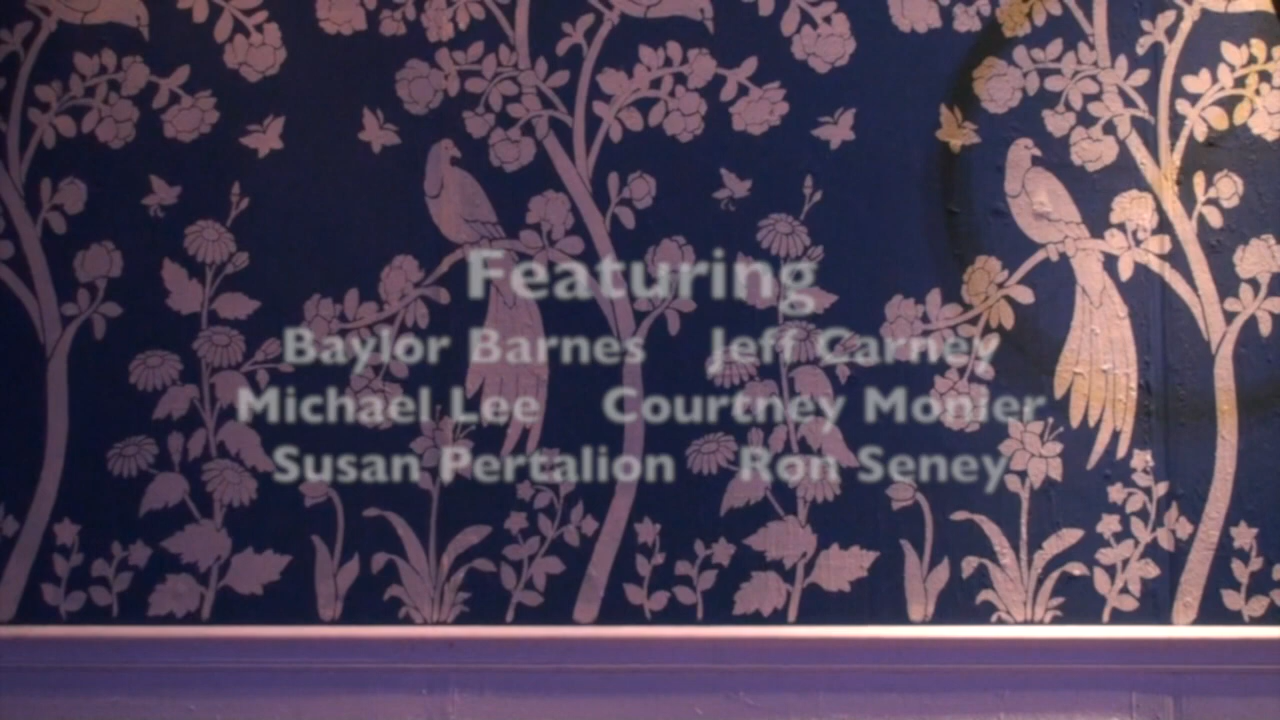 Featuring
Baylor Barnes Jeff Carney
Michael Lee Courtney Monier
Susan Pertalion Ron Seney